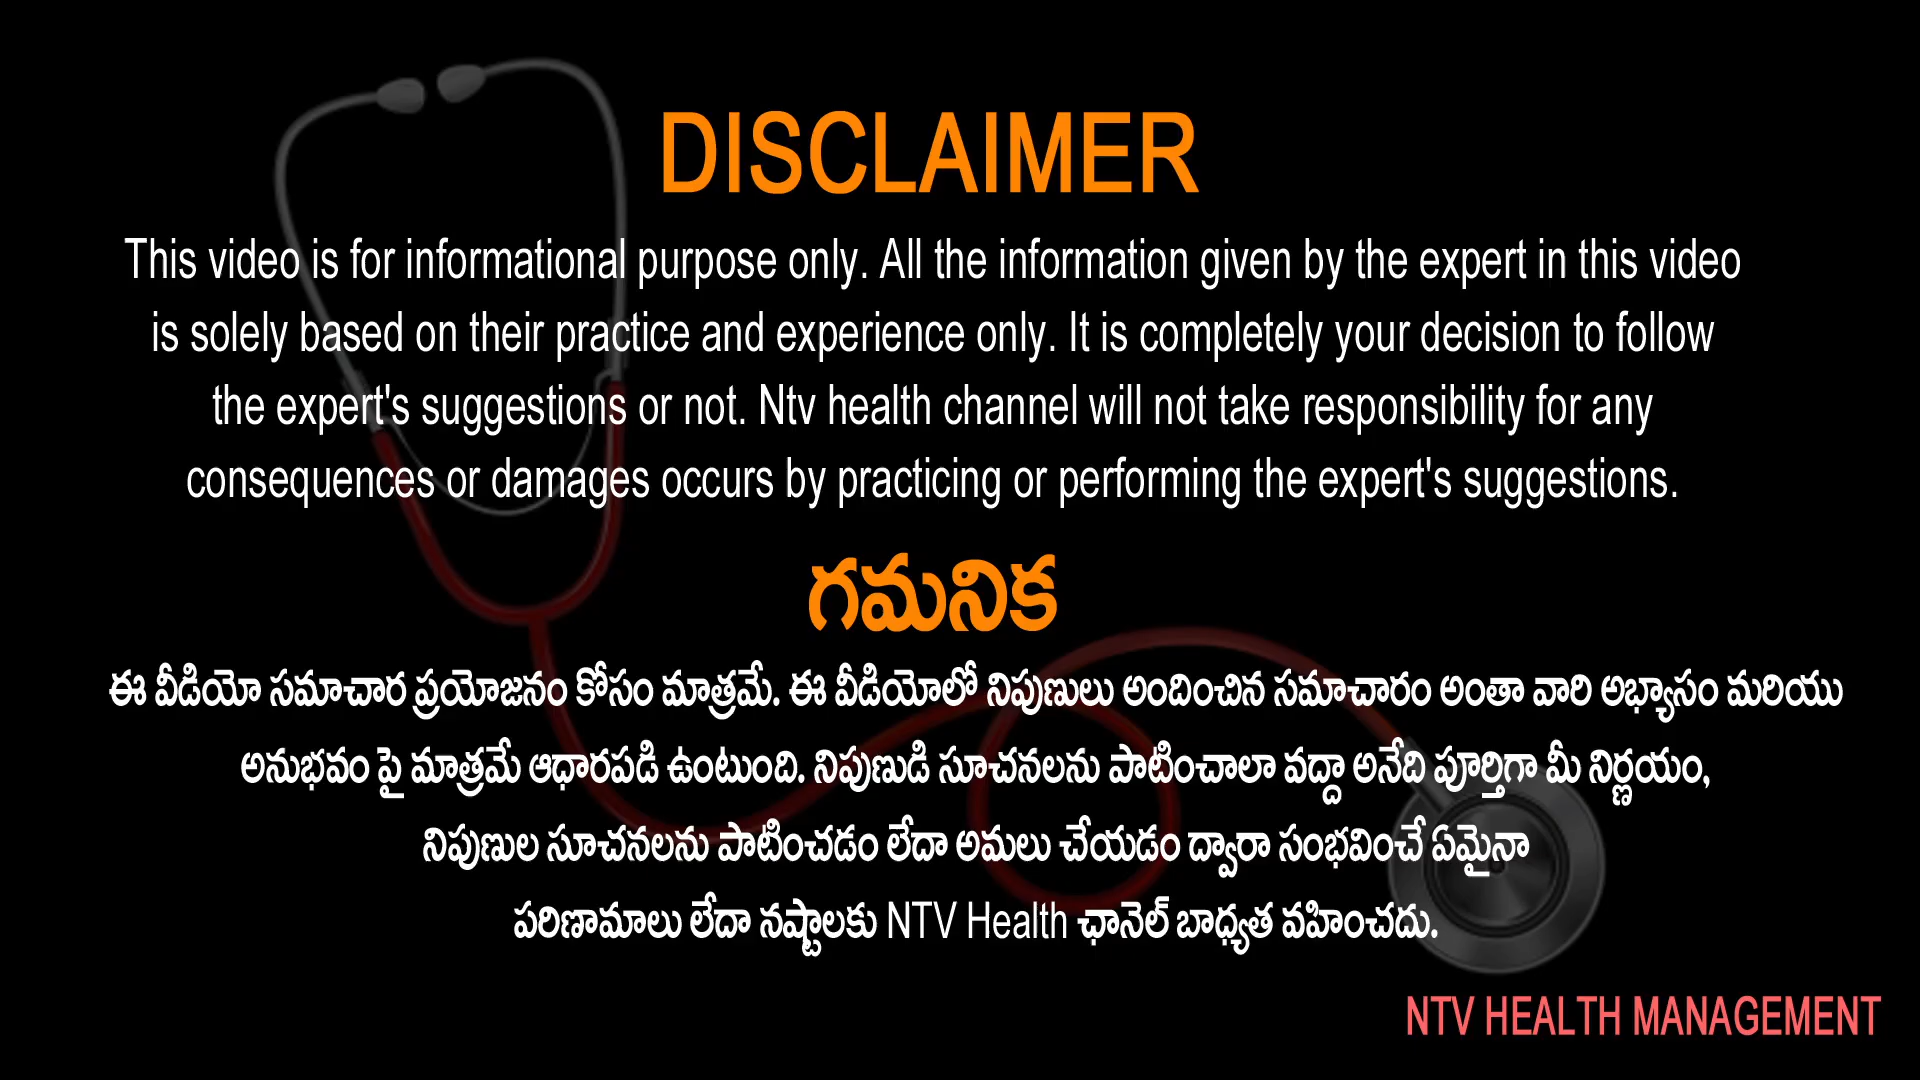 DISCLAIMER
This video is for informational purpose only. All the information given by the expert in this video
is solely based on their practice and experience only. It is completely your decision to follow
the expert's suggestions or not. Ntv health channel will not take responsibility for any
consequences or damages occurs by practicing or performing the expert's suggestions.
గమనిక
ఈ వీడియో సమాచార ప్రయోజనం కోసం మాత్రమే. ఈ వీడియోలో నిపుణులు అందించిన సమాచారం అంతా వారి అభ్యాసం మరియు
అనుభవం పై మాత్రమే ఆధారపడి ఉంటుంది. నిపుణుడి సూచనలను పాటించాలా వద్దా అనేది పూర్తిగా మీ నిర్ణయం,
నిపుణుల సూచనలను పాటించడం లేదా అమలు చేయడం ద్వారా సంభవించే ఏమైనా
పరిణామాలు లేదా నష్టాలకు NTV Health ఛానెల్ బాధ్యత వహించదు.
NTV HEALTH MANAGEMENT